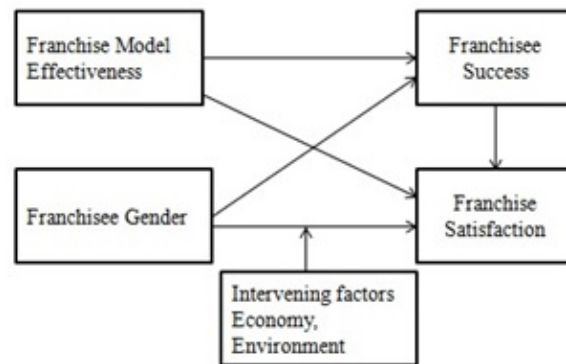 Franchise Model
Effectiveness
Franchisee
Success
Franchisee Gender
Franchise
Satisfaction
Intervening factors
Economy,
Environment